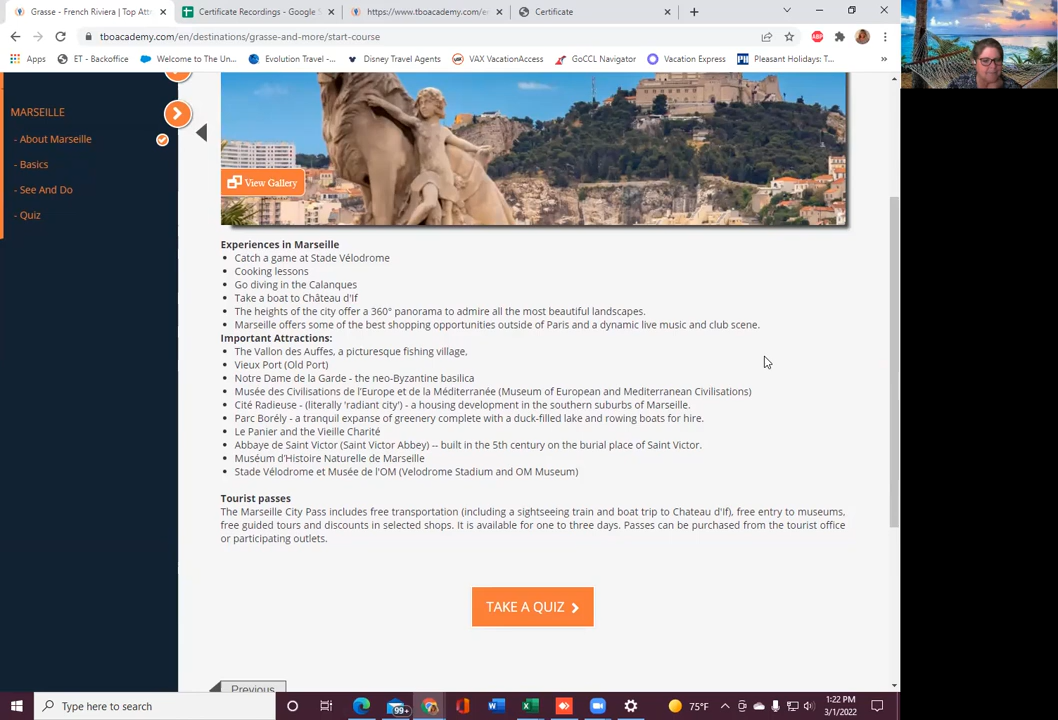 Grasse - French Riviera | Top Att
Certificate Recordings - Google S
https://www.tboacademy.com/e
Certificate
tboacademy.com/en/destinations/grasse-and-more/start-course
Apps
ET - Backoffice
Welcome to The Un...
Evolution Travel -...
Disney Travel Agents
VAX VacationAccess
GoCCL Navigator
Vacation Express
Pleasant Holidays: T...
»
MARSEILLE
- About Marseille
- Basics
- See And Do
- Quiz
View Gallery
Experiences in Marseille
• Catch a game at Stade Vélodrome
• Cooking lessons
• Go diving in the Calanques
• Take a boat to Château d'If
• The heights of the city offer a 360° panorama to admire all the most beautiful landscapes.
• Marseille offers some of the best shopping opportunities outside of Paris and a dynamic live music and club scene.
Important Attractions:
• The Vallon des Auffes, a picturesque fishing village,
• Vieux Port (Old Port)
• Notre Dame de la Garde - the neo-Byzantine basilica
• Musée des Civilisations de l'Europe et de la Méditerranée (Museum of European and Mediterranean Civilisations)
• Cité Radieuse - (literally 'radiant city') - a housing development in the southern suburbs of Marseille.
• Parc Borély - a tranquil expanse of greenery complete with a duck-filled lake and rowing boats for hire.
• Le Panier and the Vieille Charité
• Abbaye de Saint Victor (Saint Victor Abbey) -- built in the 5th century on the burial place of Saint Victor.
• Muséum d'Histoire Naturelle de Marseille
• Stade Vélodrome et Musée de l'OM (Velodrome Stadium and OM Museum)
Tourist passes
The Marseille City Pass includes free transportation (including a sightseeing train and boat trip to Chateau d'If), free entry to museums,
free guided tours and discounts in selected shops. It is available for one to three days. Passes can be purchased from the tourist office
or participating outlets.
TAKE A QUIZ
Previous
Type here to search
99+
75°F
1:22 PM
3/1/2022